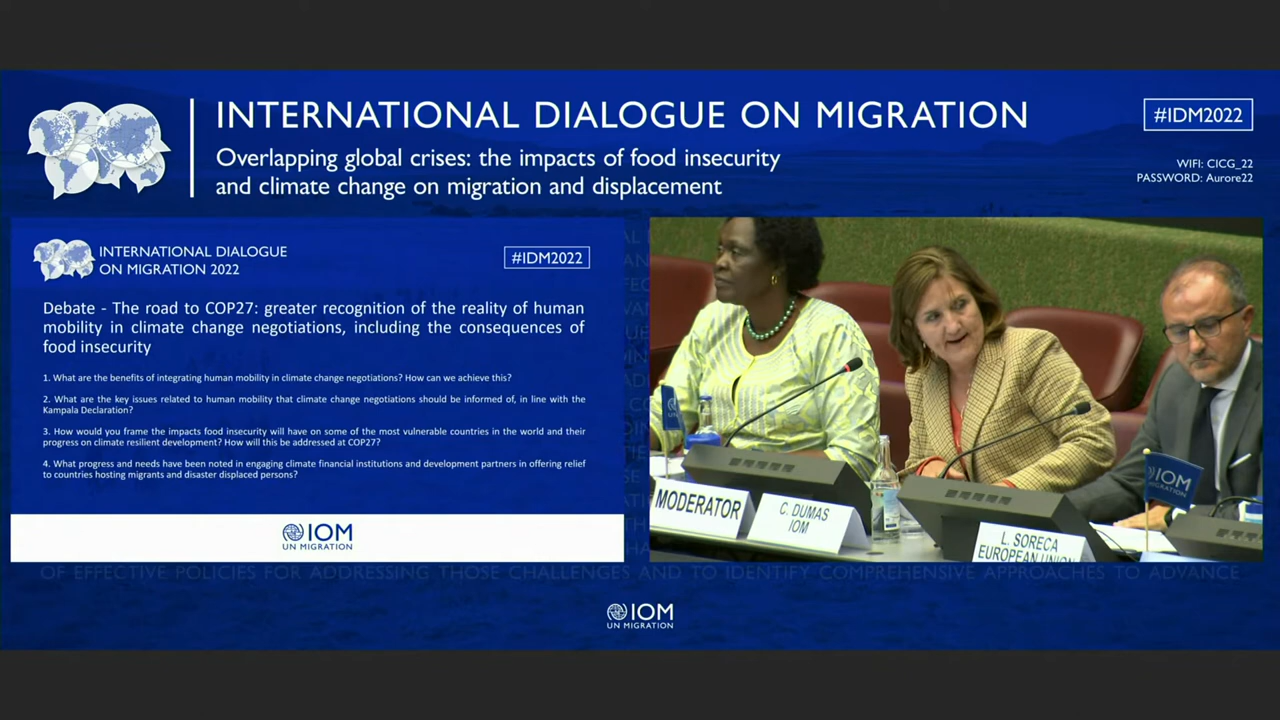 INTERNATIONAL DIALOGUE ON MIGRATION
Overlapping global crises: the impacts of food insecurity
and climate change on migration and displacement
#IDM2022
WIFI: CICG_22
PASSWORD: Aurore22
INTERNATIONAL DIALOGUE
ON MIGRATION 2022
#IDM2022
Debate - The road to COP27: greater recognition of the reality of human
mobility in climate change negotiations, including the consequences of
food insecurity
1. What are the benefits of integrating human mobility in climate change negotiations? How can we achieve this?
2. What are the key issues related to human mobility that climate change negotiations should be informed of, in line with the
Kampala Declaration?
3. How would you frame the impacts food insecurity will have on some of the most vulnerable countries in the world and their
progress on climate resilient development? How will this be addressed at COP27?
4. What progress and needs have been noted in engaging climate financial institutions and development partners in offering relief
to countries hosting migrants and disaster displaced persons?
IOM
UN MIGRATION
MODERATOR
C. DUMAS
IOM
L. SORECA
EUROPEAN UNION
IOM
UN MIGRATION
OF EFFECTIVE POLICIES FOR ADDRESSING THOSE CHALLENGES AND TO IDENTIFY COMPREHENSIVE APPROACHES TO ADVANCE
IOM
UN MIGRATION